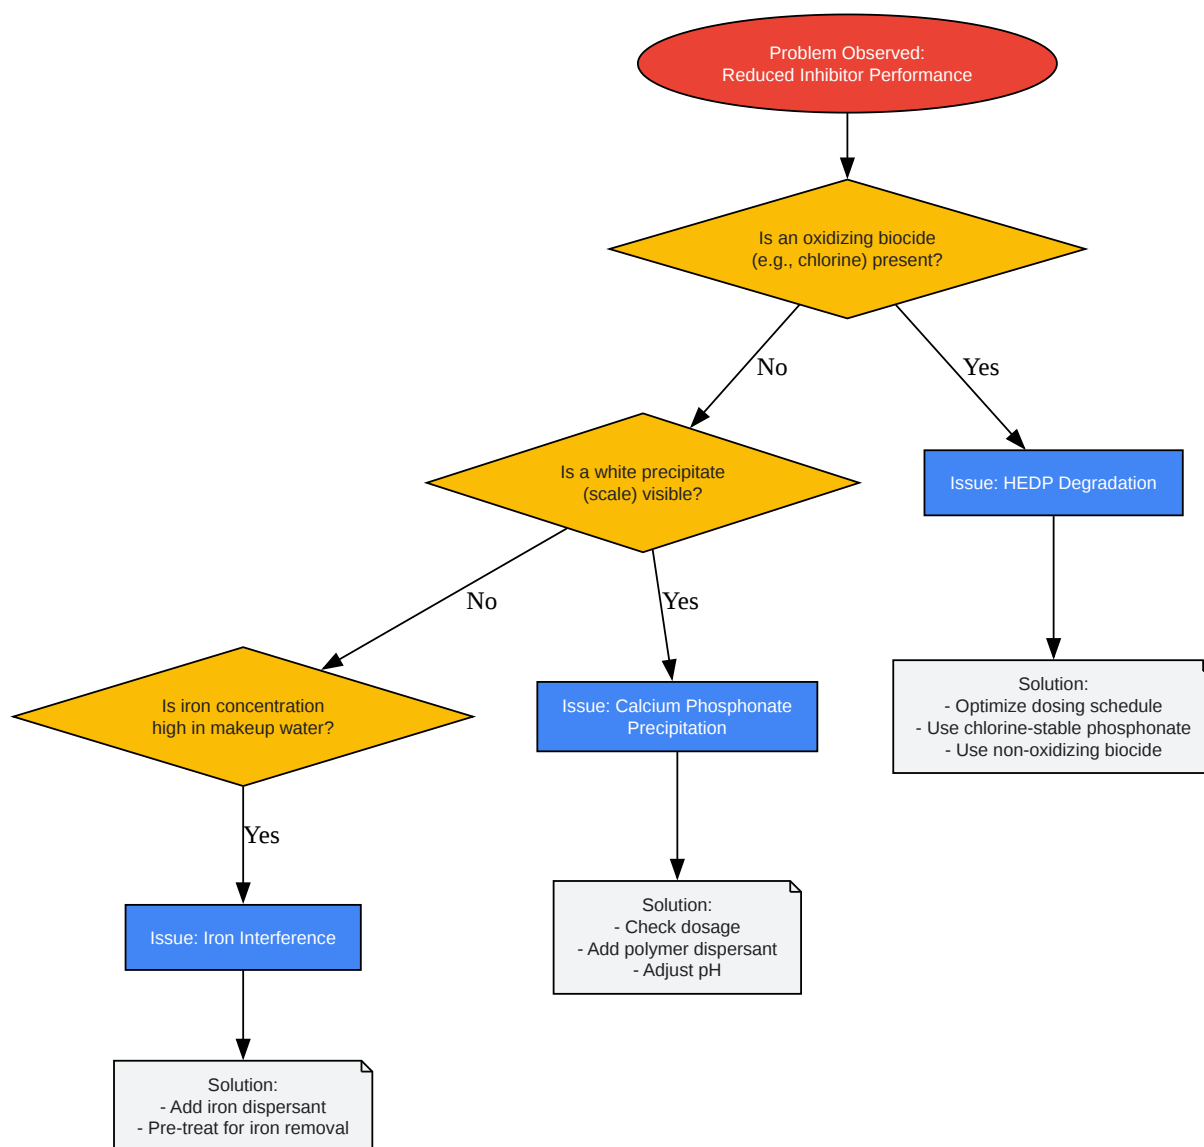 Problem Observed:
Reduced Inhibitor Performance
Is an oxidizing biocide
(e.g., chlorine) present?
No
Yes
Is a white precipitate
(scale) visible?
Issue: HEDP Degradation
No
Yes
Solution:
- Optimize dosing schedule
- Use chlorine-stable phosphonate
- Use non-oxidizing biocide
Is iron concentration
high in makeup water?
Issue: Calcium Phosphonate
Precipitation
Yes
Solution:
- Check dosage
- Add polymer dispersant
- Adjust pH
Issue: Iron Interference
Solution:
- Add iron dispersant
- Pre-treat for iron removal